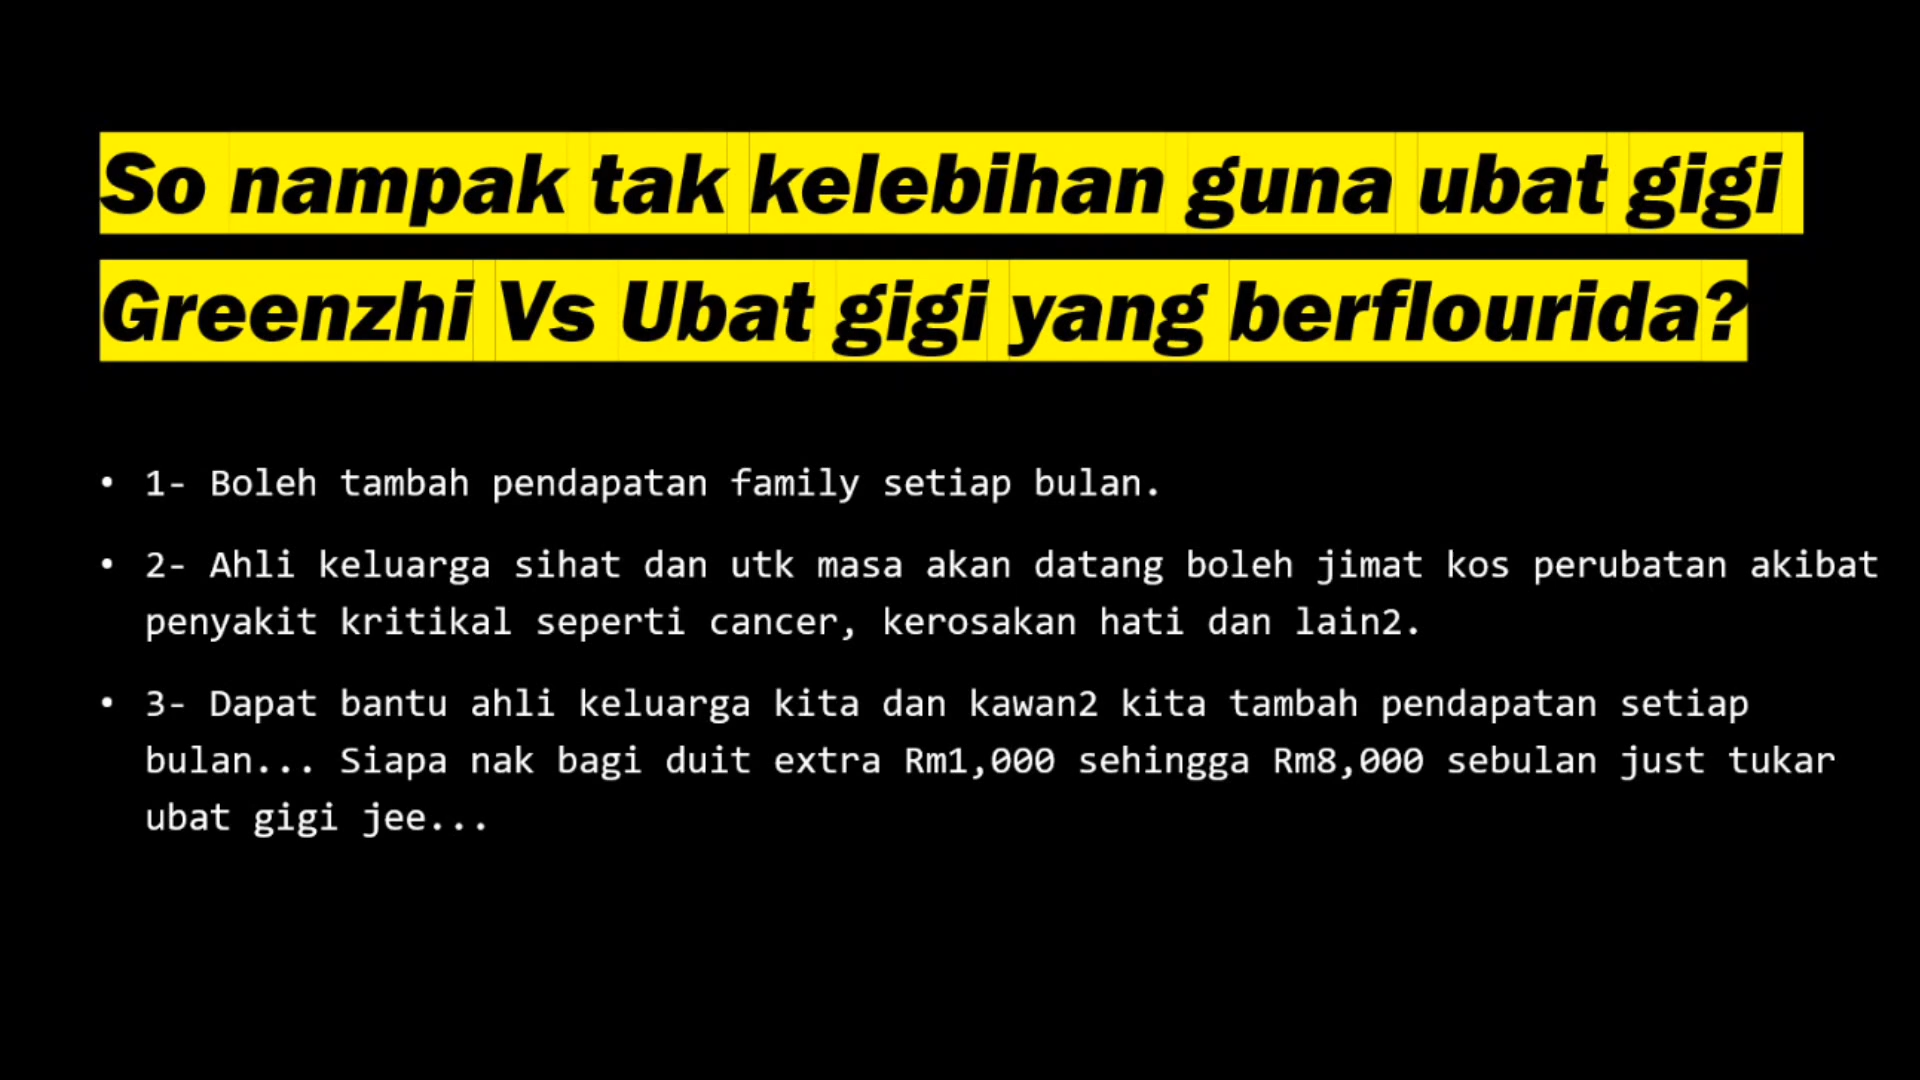 So nampak tak kelebihan guna ubat gigi
Greenzhi Vs Ubat gigi yang berflourida?
• 1- Boleh tambah pendapatan family setiap bulan.
• 2- Ahli keluarga sihat dan utk masa akan datang boleh jimat kos perubatan akibat
penyakit kritikal seperti cancer, kerosakan hati dan lain2.
• 3- Dapat bantu ahli keluarga kita dan kawan2 kita tambah pendapatan setiap
bulan... Siapa nak bagi duit extra Rm1,000 sehingga Rm8,000 sebulan just tukar
ubat gigi jee...